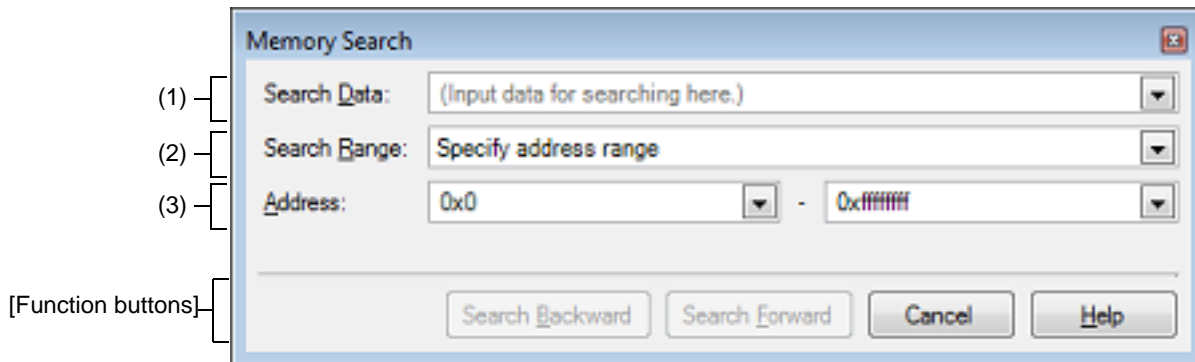 Memory Search
(1) Search Data: (Input data for searching here.)
(2) Search Range: Specify address range
(3) Address: 0x0 - 0xffffffff
[Function buttons] Search Backward Search Forward Cancel Help